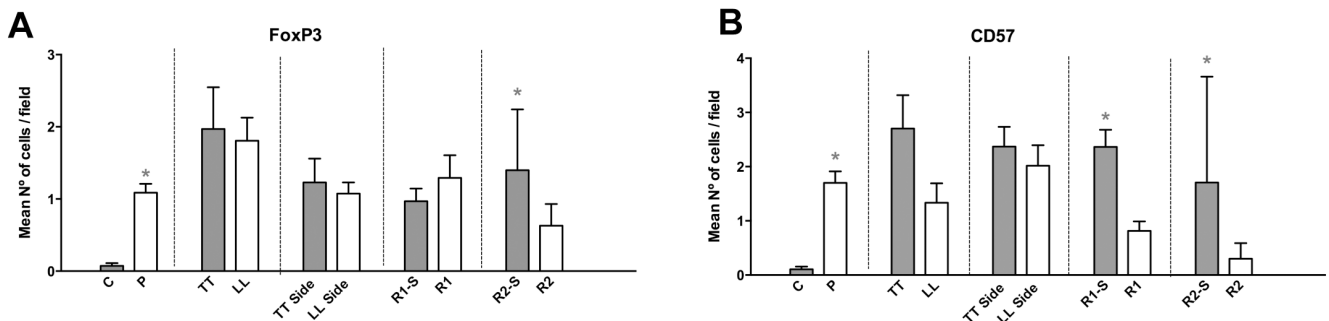 A
FoxP3
Mean Nº of cells / field
3
2
1
0
*
*
C P TT LL TT Side LL Side R1-S R1 R2-S R2
B
CD57
Mean Nº of cells / field
4
3
2
1
0
*
*
*
C P TT LL TT Side LL Side R1-S R1 R2-S R2